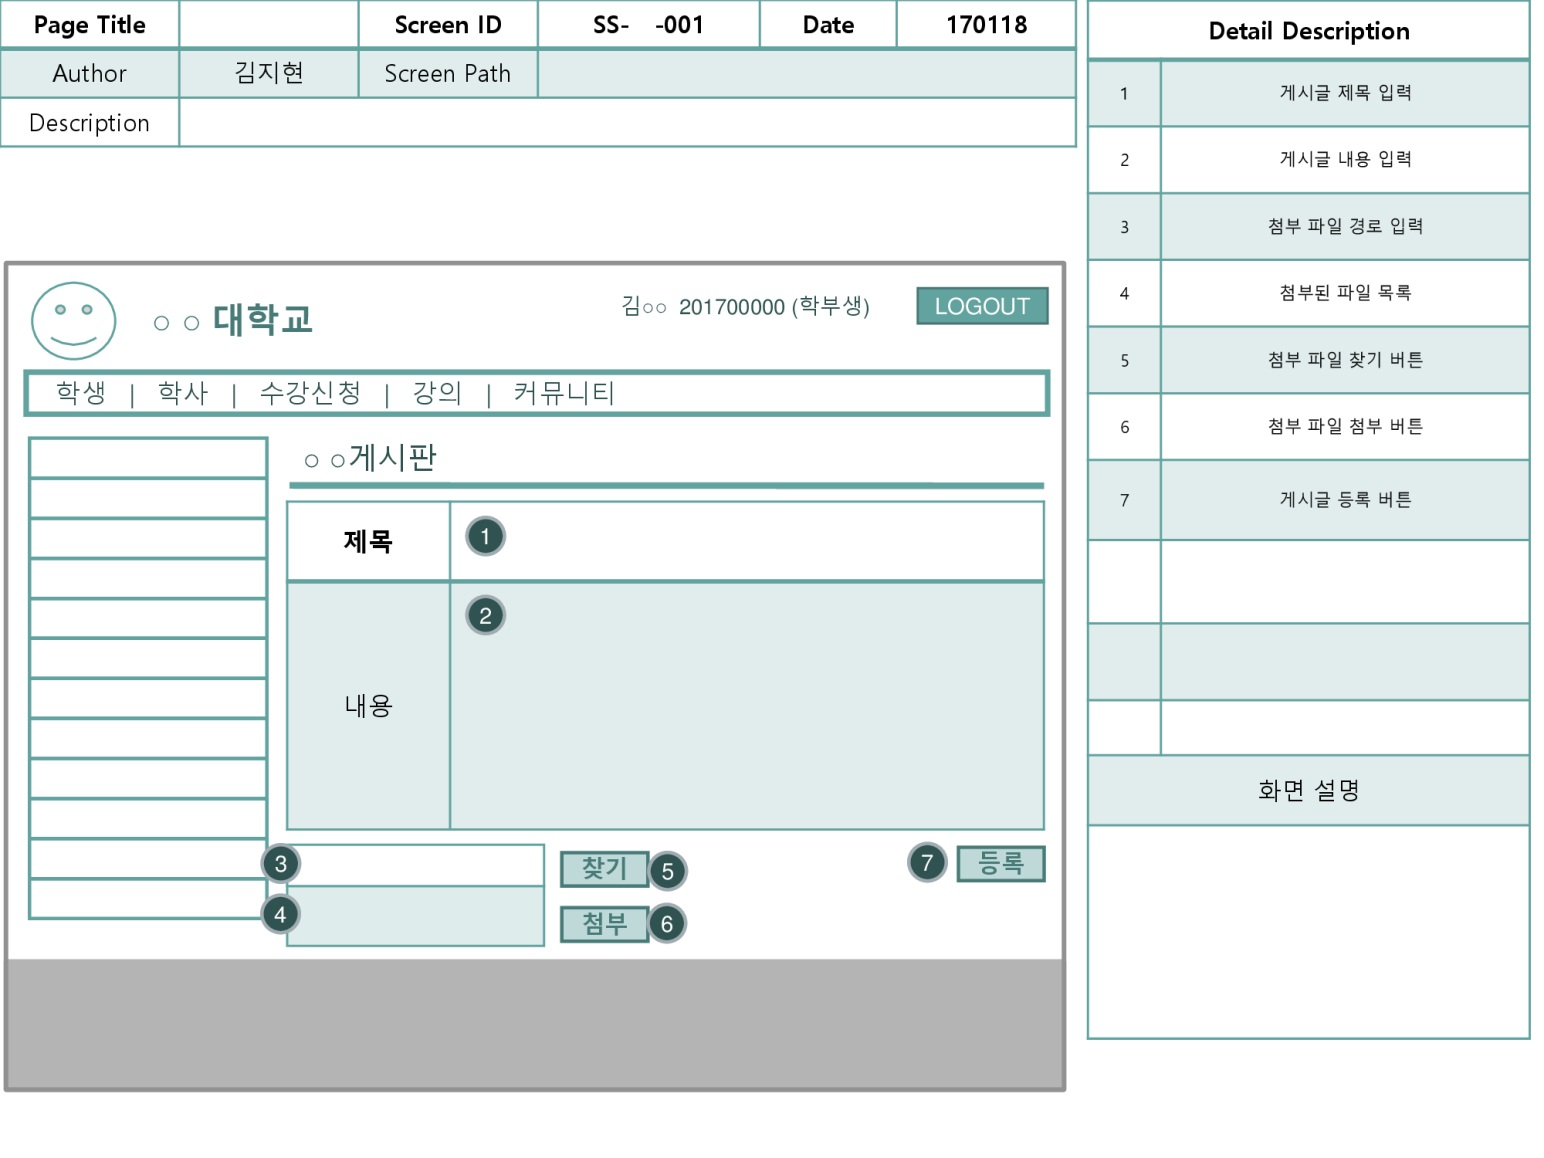 Page Title Screen ID SS- -001 Date 170118
Author 김지현 Screen Path
Description
Detail Description
1 게시글 제목 입력
2 게시글 내용 입력
3 첨부 파일 경로 입력
4 첨부된 파일 목록
5 첨부 파일 찾기 버튼
6 첨부 파일 첨부 버튼
7 게시글 등록 버튼
화면 설명
○ ○ 대학교
김○○ 201700000 (학부생) LOGOUT
학생 | 학사 | 수강신청 | 강의 | 커뮤니티
○ ○게시판
제목 1
2
내용
3 찾기 5 7 등록
4 첨부 6